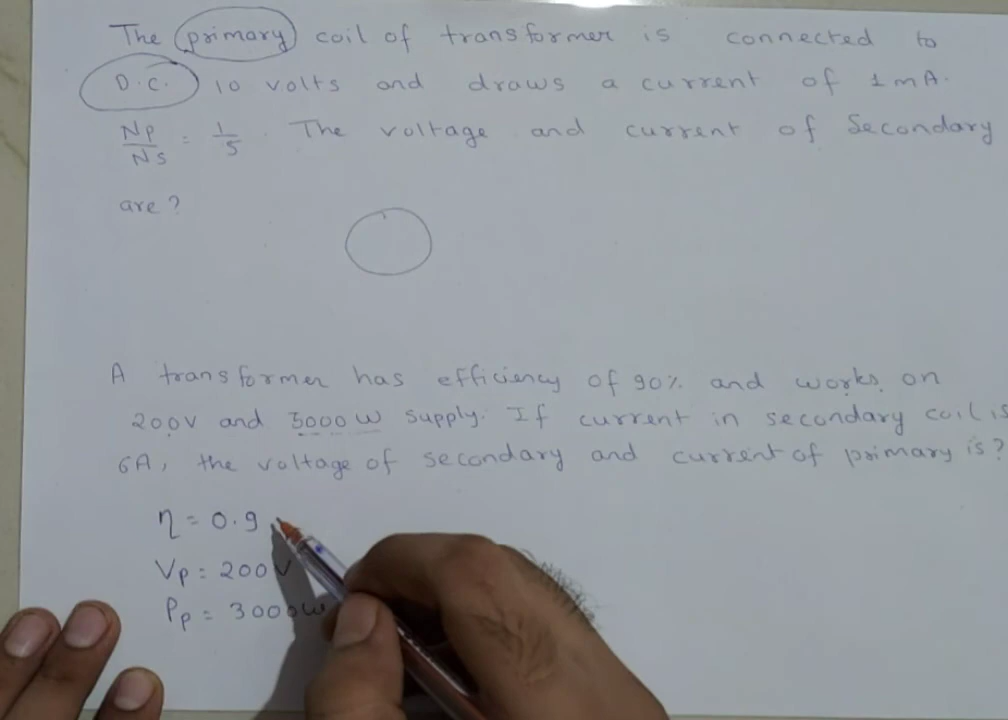 The primary coil of transformer is connected to
D.C. 10 volts and draws a current of 1mA.
Np/Ns = 1/5. The voltage and current of Secondary
are?
A transformer has efficiency of 90% and works on
200V and 3000W supply. If current in secondary coil is
6A, the voltage of secondary and current of primary is?
η = 0.9
Vp = 200V
Pp = 3000W